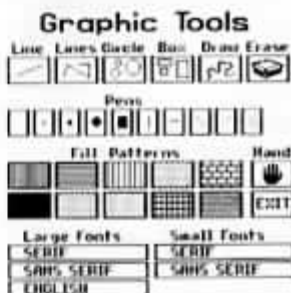 Graphic Tools
Line Lines Circle Box Draw Erase
Pens
Fill Patterns Hand
EXIT
Large Fonts Small Fonts
SERIF SERIF
SANS SERIF SANS SERIF
ENGLISH